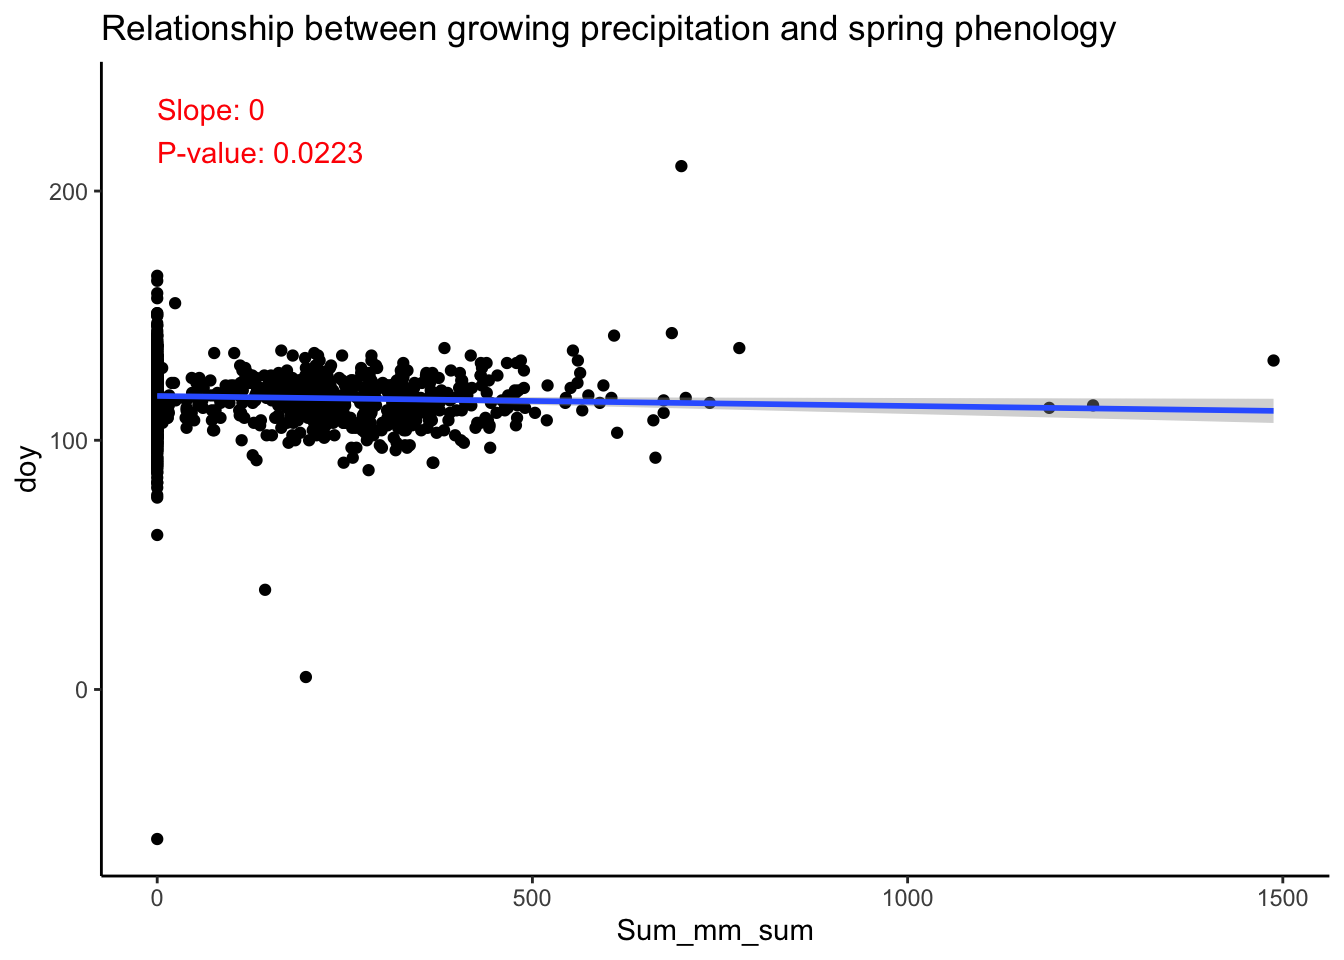 Relationship between growing precipitation and spring phenology
Slope: 0
P-value: 0.0223
200
100
0
doy
0
500
1000
1500
Sum_mm_sum